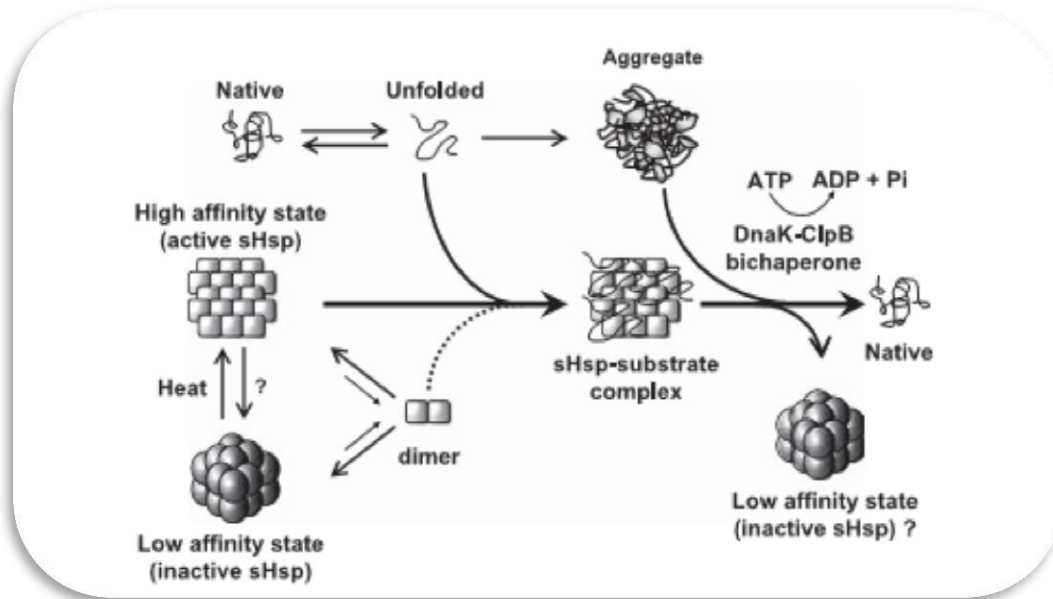 Aggregate
Native
Unfolded
ATP ADP + Pi
High affinity state
(active sHsp)
DnaK-ClpB
bichaperone
Heat
?
sHsp-substrate
complex
Native
dimer
Low affinity state
(inactive sHsp)
Low affinity state
(inactive sHsp) ?